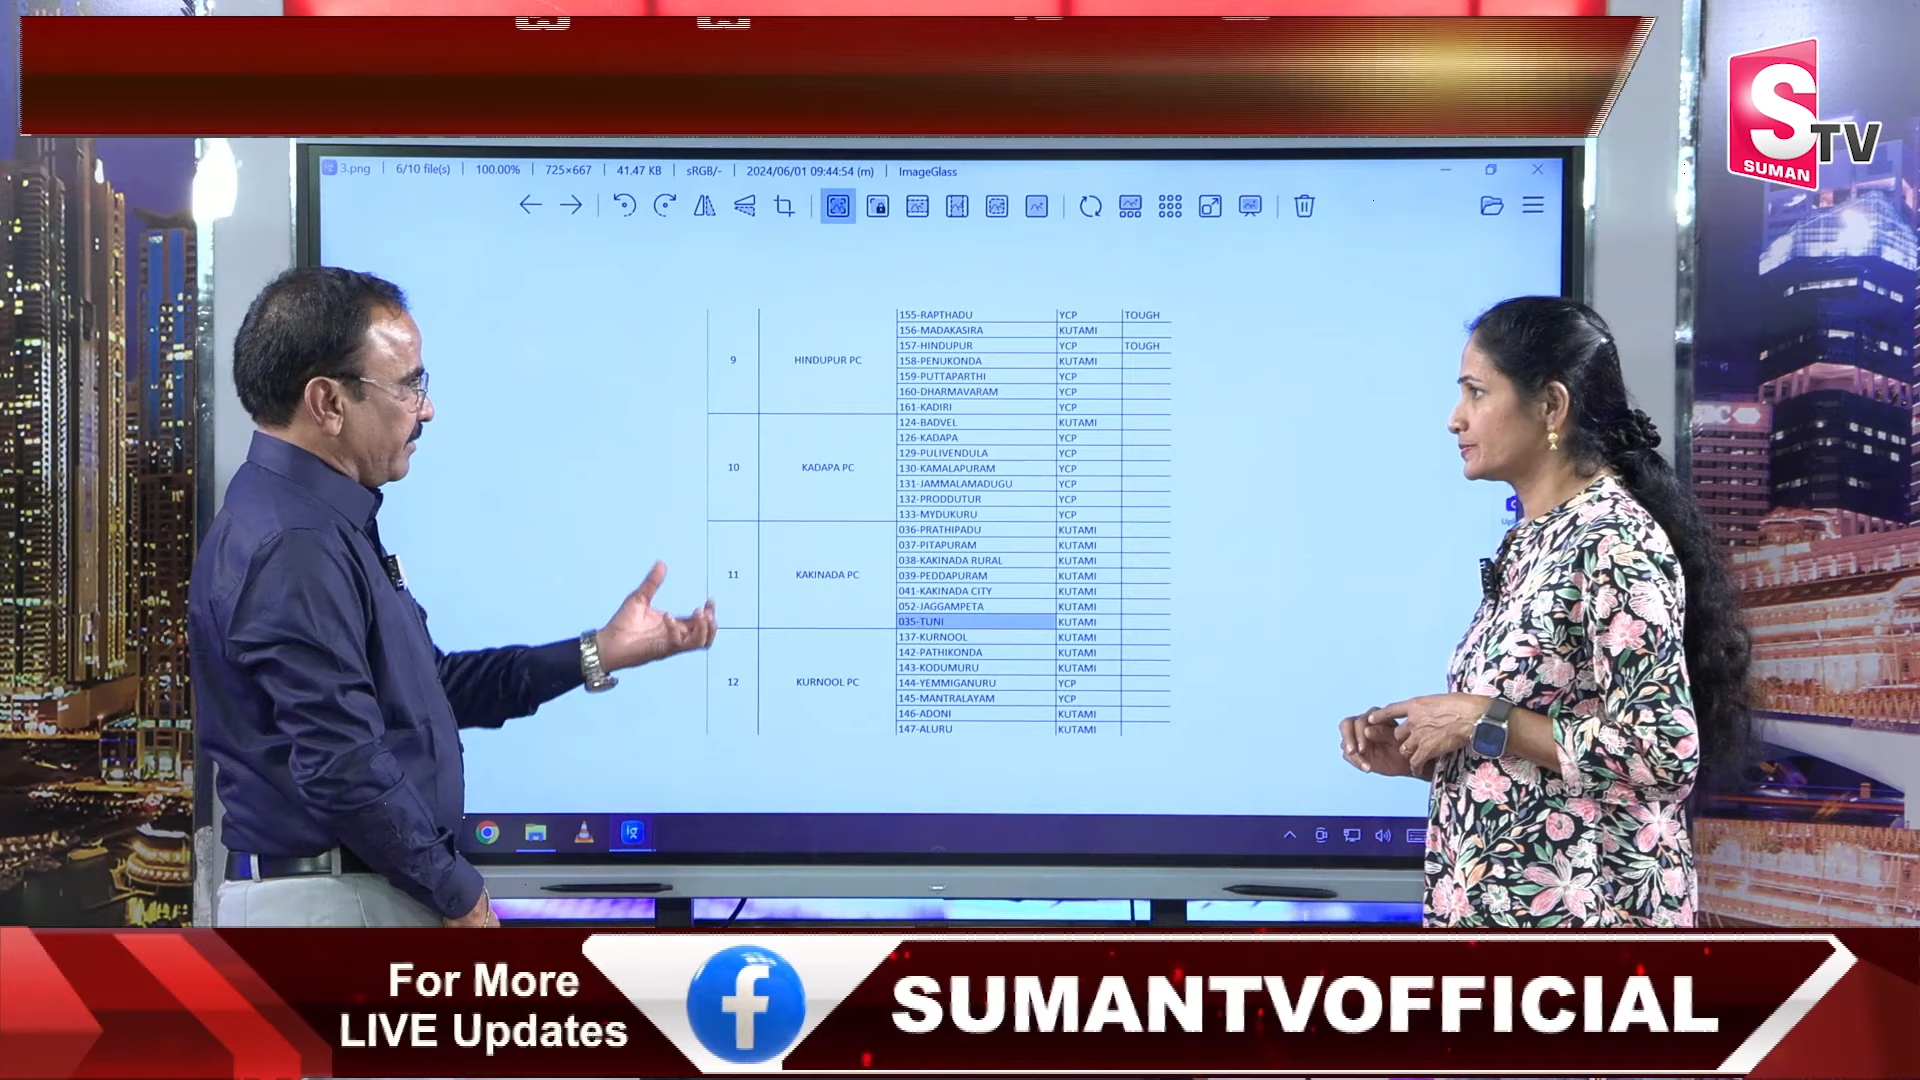 S
TV
SUMAN
3.png | 6/10 file(s) | 100.00% | 725×667 | 41.47 KB | sRGB/- | 2024/06/01 09:44:54 (m) | ImageGlass
155-RAPTHADU YCP TOUGH
156-MADAKASIRA KUTAMI
157-HINDUPUR YCP TOUGH
9 HINDUPUR PC 158-PENUKONDA KUTAMI
159-PUTTAPARTHI YCP
160-DHARMAVARAM YCP
161-KADIRI YCP
124-BADVEL KUTAMI
126-KADAPA YCP
129-PULIVENDULA YCP
10 KADAPA PC 130-KAMALAPURAM YCP
131-JAMMALAMADUGU YCP
132-PRODDUTUR YCP
133-MYDUKURU YCP
036-PRATHIPADU KUTAMI
037-PITAPURAM KUTAMI
038-KAKINADA RURAL KUTAMI
11 KAKINADA PC 039-PEDDAPURAM KUTAMI
041-KAKINADA CITY KUTAMI
052-JAGGAMPETA KUTAMI
035-TUNI KUTAMI
137-KURNOOL KUTAMI
142-PATHIKONDA KUTAMI
143-KODUMURU KUTAMI
12 KURNOOL PC 144-YEMMIGANURU YCP
145-MANTRALAYAM YCP
146-ADONI KUTAMI
147-ALURU KUTAMI
ig
For More
LIVE Updates
f
SUMANTVOFFICIAL